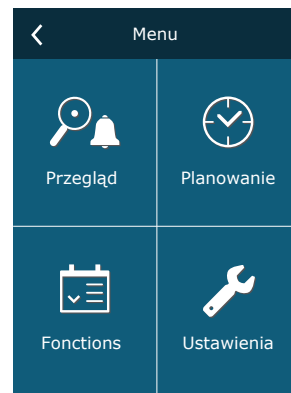 Menu
Przegląd
Planowanie
Fonctions
Ustawienia